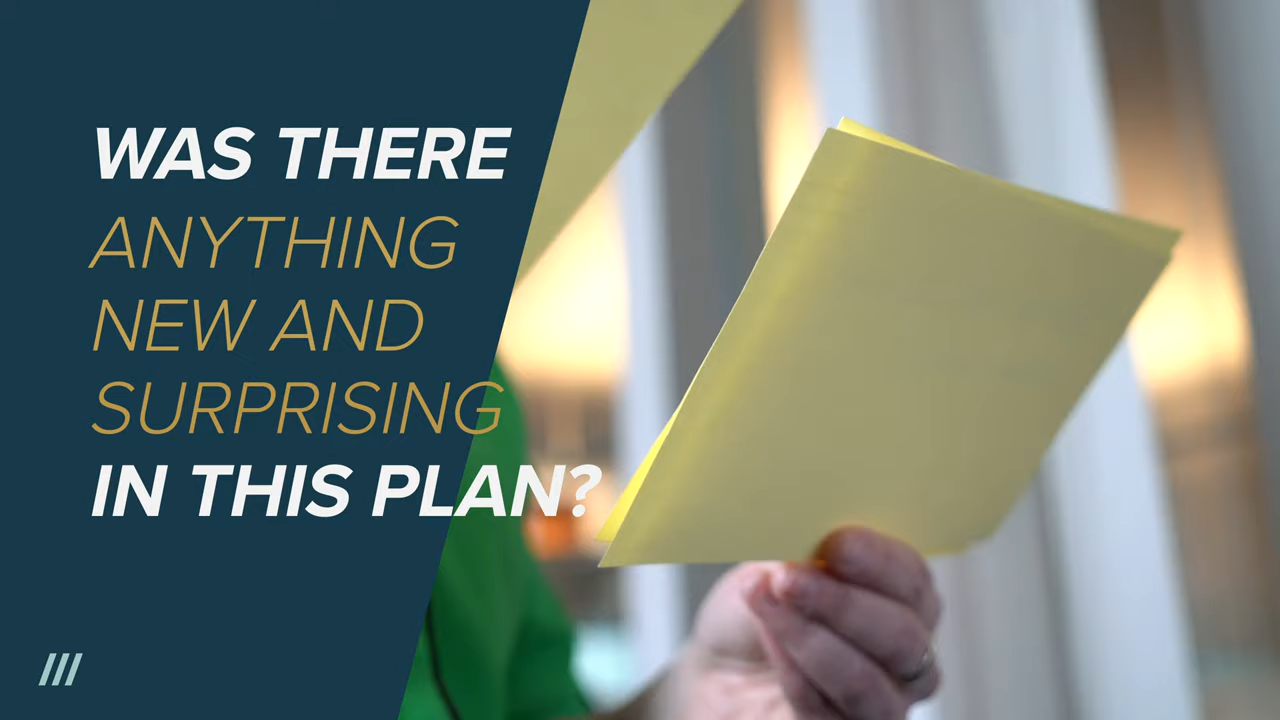 WAS THERE
ANYTHING
NEW AND
SURPRISING
IN THIS PLAN?